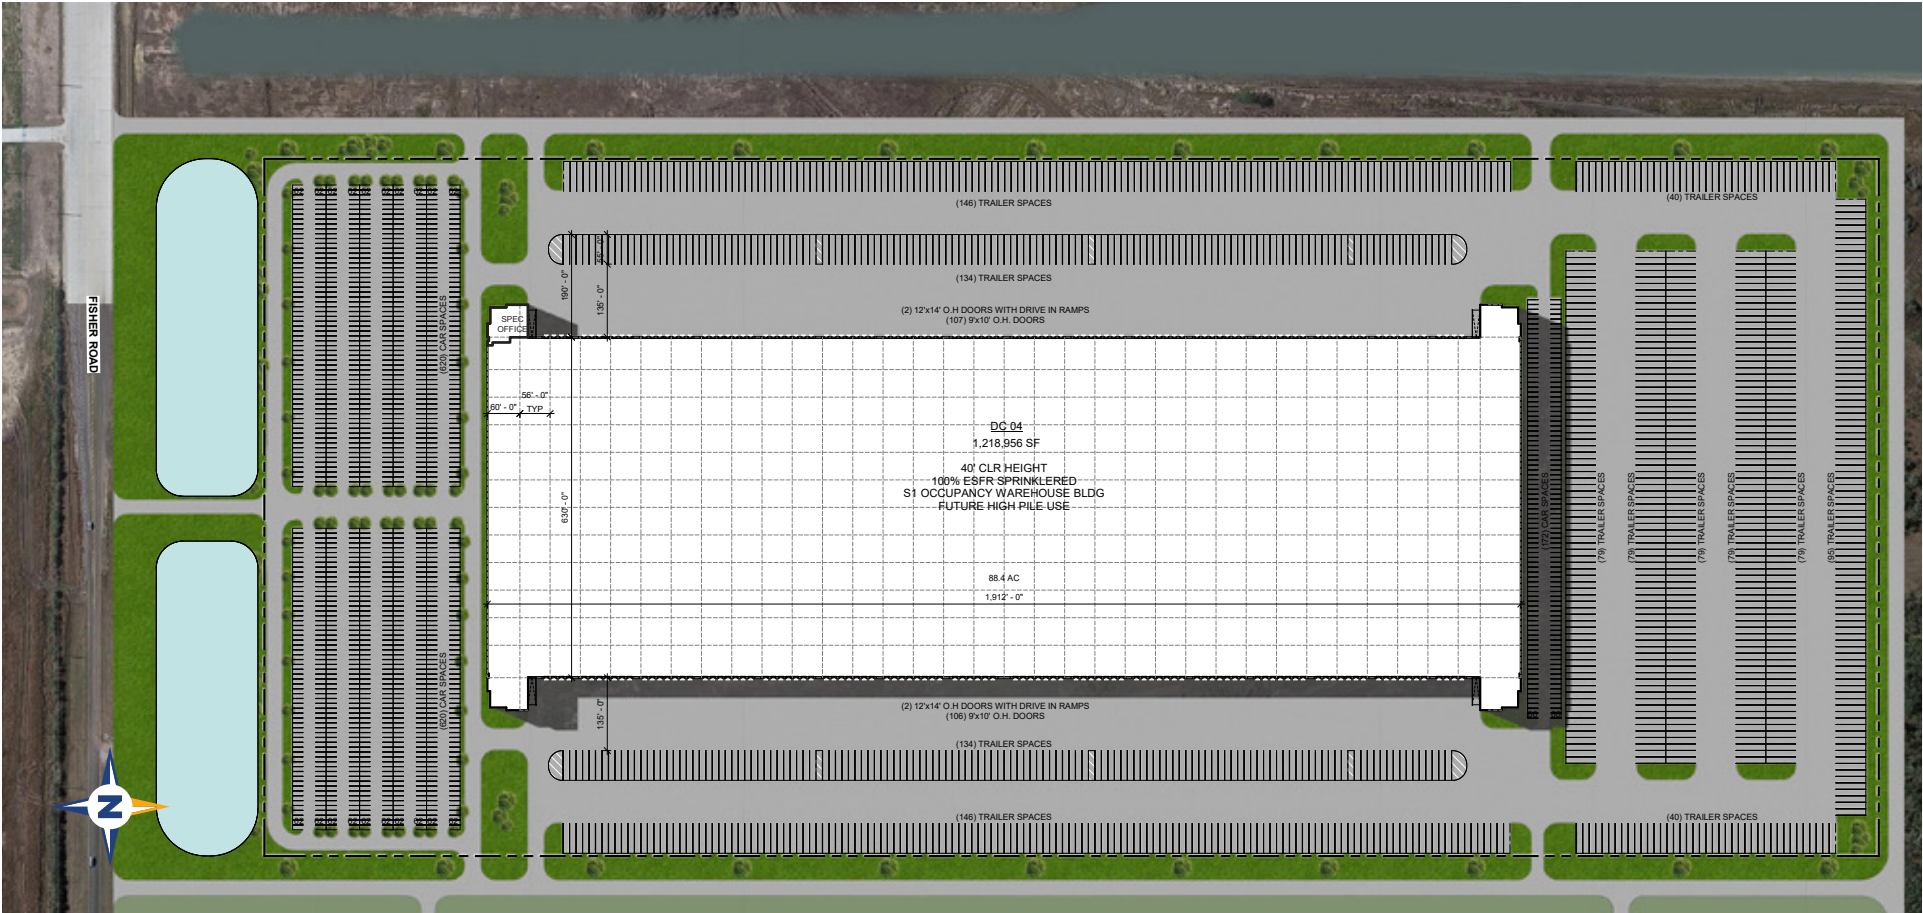 (146) TRAILER SPACES
(40) TRAILER SPACES
55' - 0"
190' - 0"
135' - 0"
(134) TRAILER SPACES
(2) 12'x14' O.H DOORS WITH DRIVE IN RAMPS
(107) 9'x10' O.H. DOORS
SPEC
OFFICE
FISHER ROAD
(620) CAR SPACES
56' - 0"
60' - 0"
TYP
DC 04
1,218,956 SF
40' CLR HEIGHT
100% ESFR SPRINKLERED
S1 OCCUPANCY WAREHOUSE BLDG
FUTURE HIGH PILE USE
630' - 0"
(172) CAR SPACES
(79) TRAILER SPACES
(79) TRAILER SPACES
(79) TRAILER SPACES
(79) TRAILER SPACES
(79) TRAILER SPACES
(95) TRAILER SPACES
88.4 AC
1,912' - 0"
(620) CAR SPACES
135' - 0"
(2) 12'x14' O.H DOORS WITH DRIVE IN RAMPS
(106) 9'x10' O.H. DOORS
(134) TRAILER SPACES
N
(146) TRAILER SPACES
(40) TRAILER SPACES